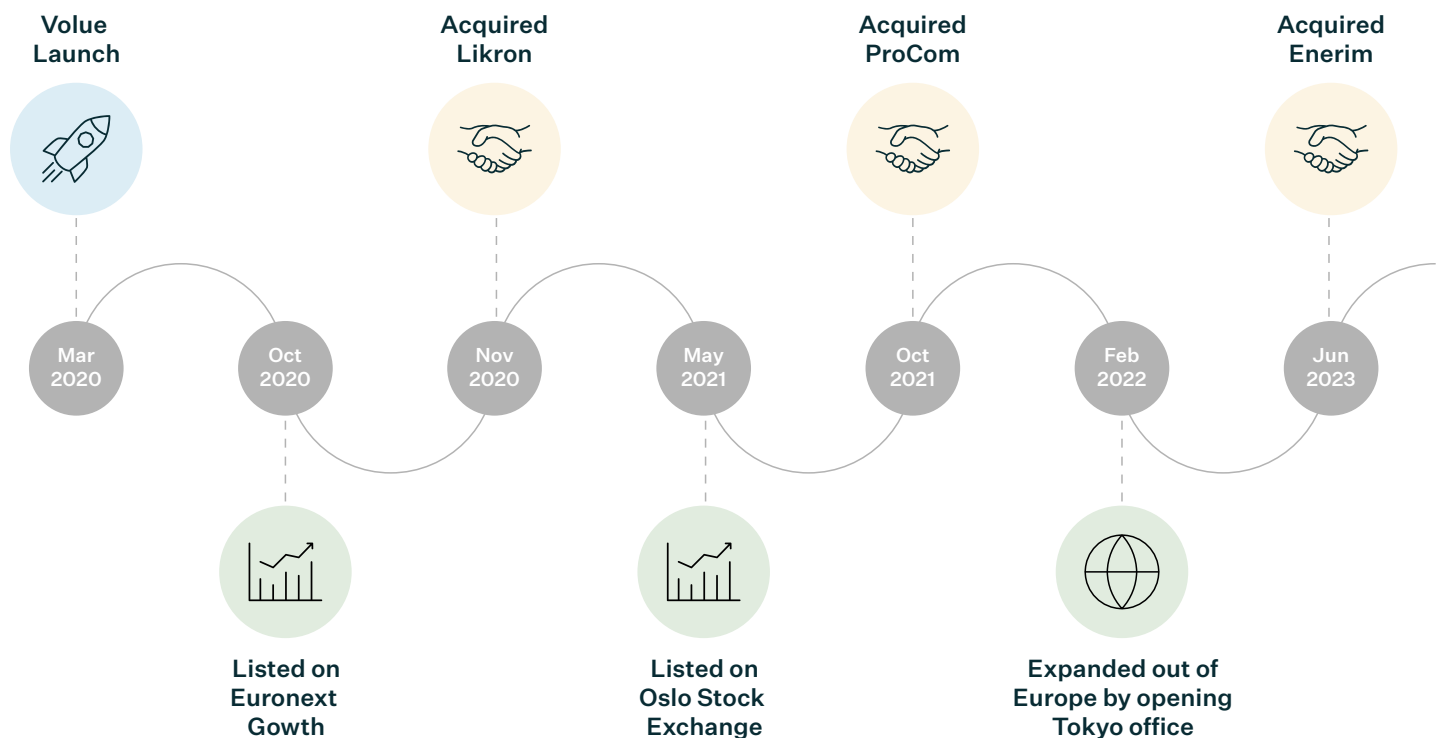 Volue
Launch
Acquired
Likron
Acquired
ProCom
Acquired
Enerim
Mar
2020
Oct
2020
Nov
2020
May
2021
Oct
2021
Feb
2022
Jun
2023
Listed on
Euronext
Gowth
Listed on
Oslo Stock
Exchange
Expanded out of
Europe by opening
Tokyo office